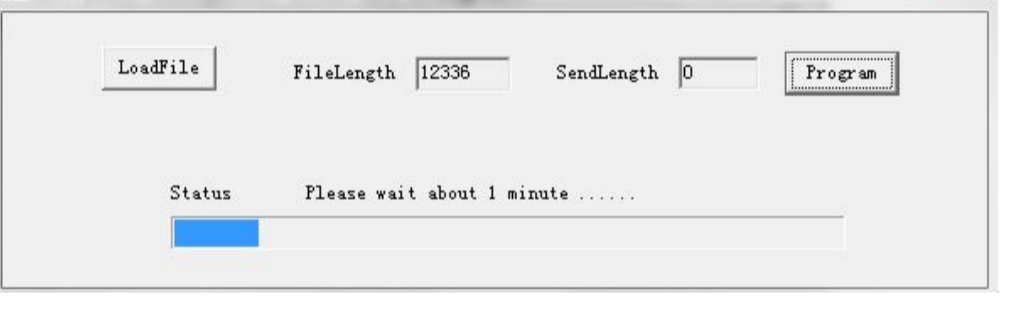 LoadFile FileLength 12336 SendLength 0 Program
Status Please wait about 1 minute ......